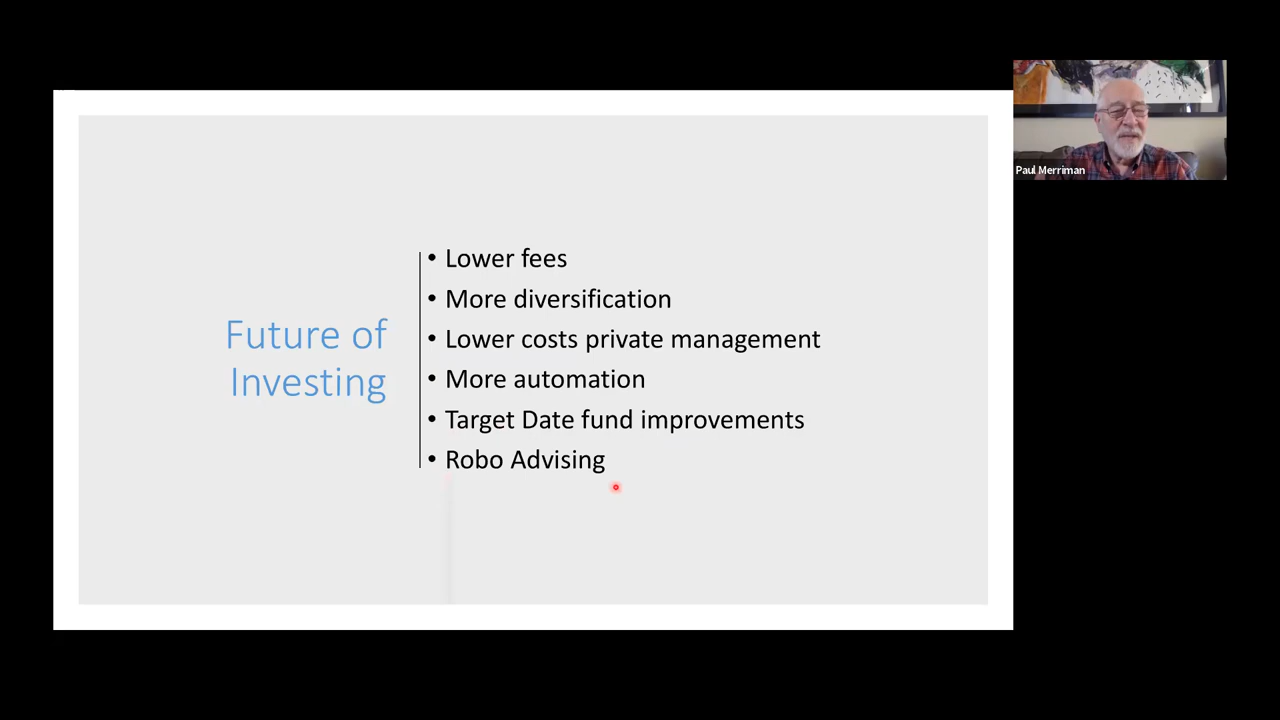 Future of
Investing
• Lower fees
• More diversification
• Lower costs private management
• More automation
• Target Date fund improvements
• Robo Advising
Paul Merriman